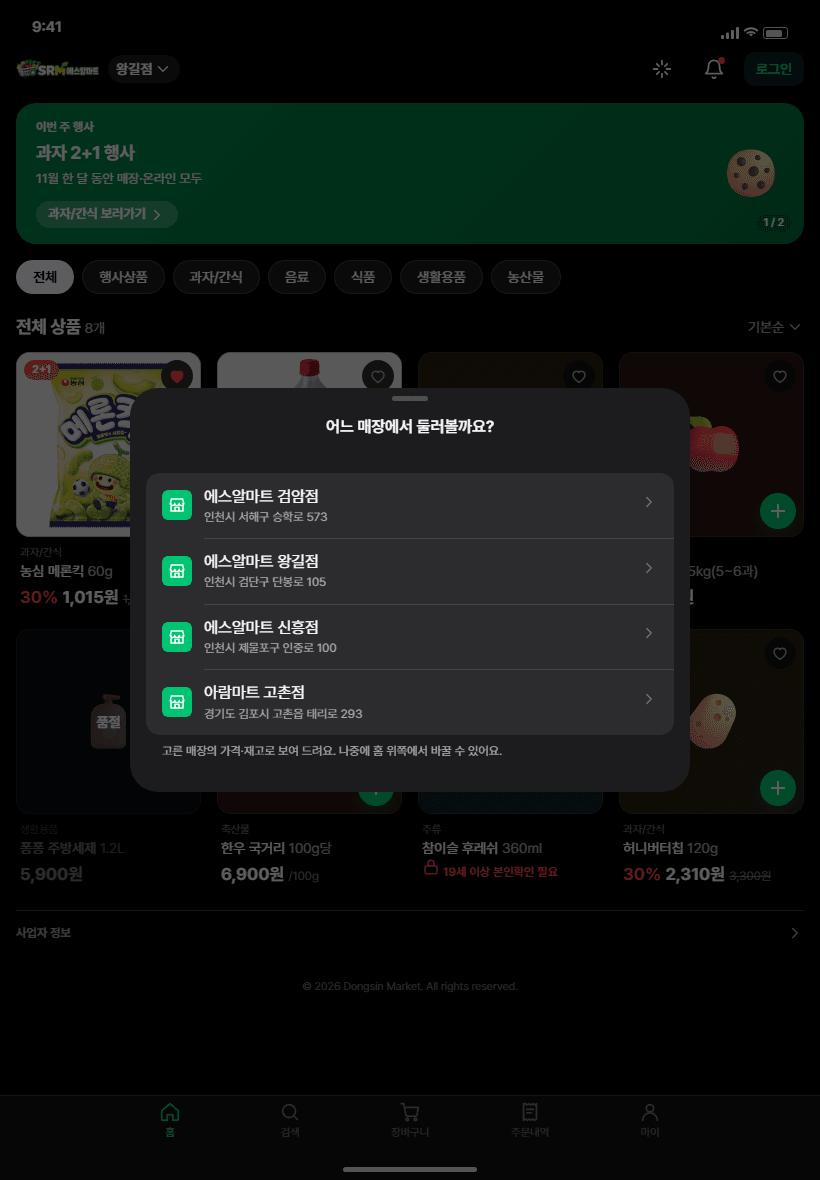 9:41
SRM에스알마트
왕길점
로그인
이번 주 행사
과자 2+1 행사
11월 한 달 동안 매장·온라인 모두
과자/간식 보러가기
1 / 2
전체
행사상품
과자/간식
음료
식품
생활용품
농산물
전체 상품 8개
기본순
2+1
농심
메론킥
어느 매장에서 둘러볼까요?
에스알마트 검암점
인천시 서해구 승학로 573
에스알마트 왕길점
인천시 검단구 단봉로 105
에스알마트 신흥점
인천시 제물포구 인중로 100
아람마트 고촌점
경기도 김포시 고촌읍 태리로 293
고른 매장의 가격·재고로 보여 드려요. 나중에 홈 위쪽에서 바꿀 수 있어요.
과자/간식
농심 메론킥 60g
30% 1,015원
5kg(5~6과)
품절
생활용품
퐁퐁 주방세제 1.2L
5,900원
축산물
한우 국거리 100g당
6,900원 /100g
주류
참이슬 후레쉬 360ml
19세 이상 본인확인 필요
과자/간식
허니버터칩 120g
30% 2,310원 3,300원
사업자 정보
© 2026 Dongsin Market. All rights reserved.
홈
검색
장바구니
주문내역
마이